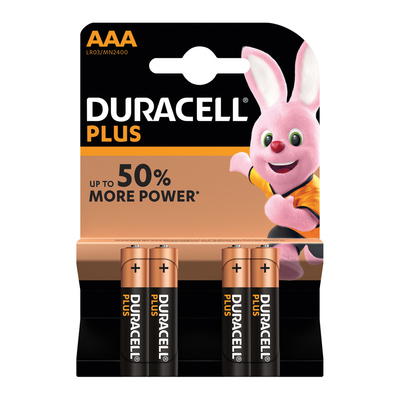 AAA
LR03/MN2400
DURACELL®
PLUS
UP TO 50%
MORE POWER*
+ + + +
DURACELL
PLUS
DURACELL
PLUS
DURACELL
PLUS
DURACELL
PLUS